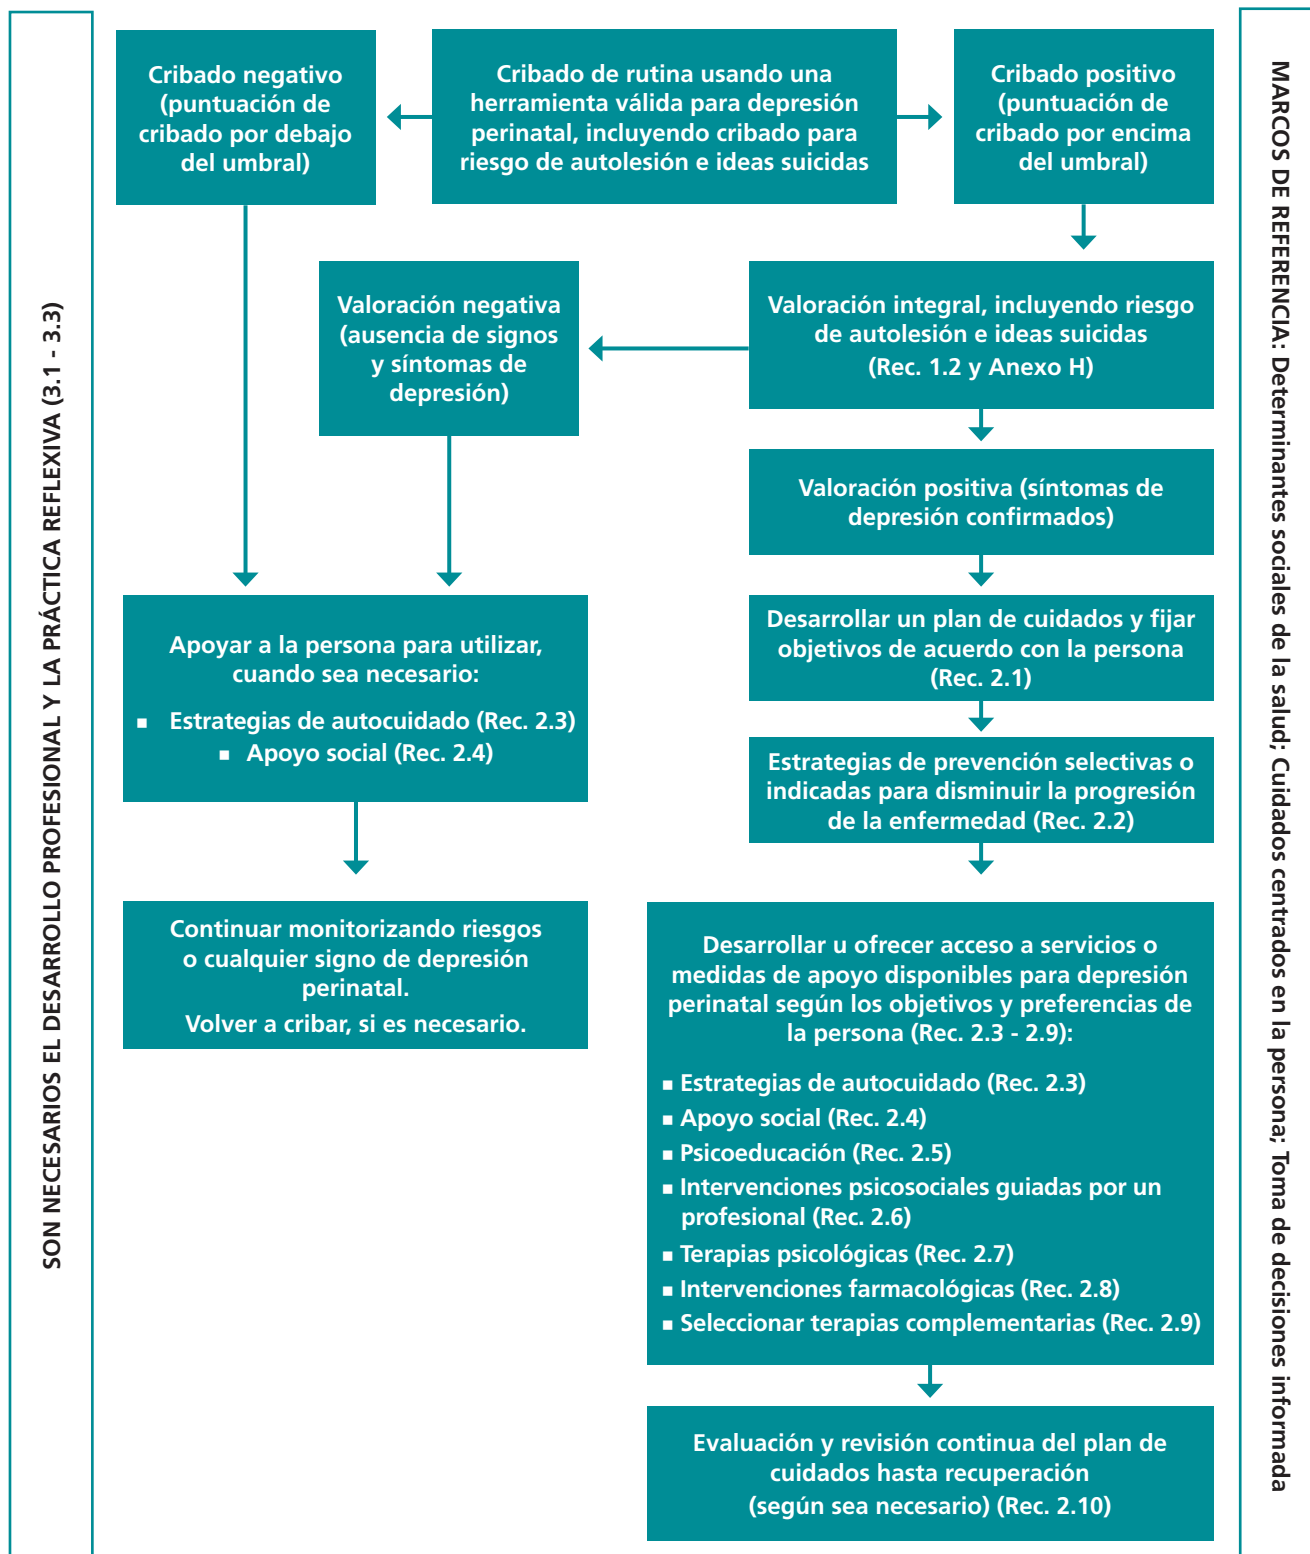 SON NECESARIOS EL DESARROLLO PROFESIONAL Y LA PRÁCTICA REFLEXIVA (3.1 - 3.3)
Cribado negativo
(puntuación de
cribado por debajo
del umbral)
Cribado de rutina usando una
herramienta válida para depresión
perinatal, incluyendo cribado para
riesgo de autolesión e ideas suicidas
Cribado positivo
(puntuación de
cribado por encima
del umbral)
Valoración negativa
(ausencia de signos
y síntomas de
depresión)
Valoración integral, incluyendo riesgo
de autolesión e ideas suicidas
(Rec. 1.2 y Anexo H)
Valoración positiva (síntomas de
depresión confirmados)
Apoyar a la persona para utilizar,
cuando sea necesario:
▪ Estrategias de autocuidado (Rec. 2.3)
▪ Apoyo social (Rec. 2.4)
Desarrollar un plan de cuidados y fijar
objetivos de acuerdo con la persona
(Rec. 2.1)
Estrategias de prevención selectivas o
indicadas para disminuir la progresión
de la enfermedad (Rec. 2.2)
Continuar monitorizando riesgos
o cualquier signo de depresión
perinatal.
Volver a cribar, si es necesario.
Desarrollar u ofrecer acceso a servicios o
medidas de apoyo disponibles para depresión
perinatal según los objetivos y preferencias de
la persona (Rec. 2.3 - 2.9):
▪ Estrategias de autocuidado (Rec. 2.3)
▪ Apoyo social (Rec. 2.4)
▪ Psicoeducación (Rec. 2.5)
▪ Intervenciones psicosociales guiadas por un
profesional (Rec. 2.6)
▪ Terapias psicológicas (Rec. 2.7)
▪ Intervenciones farmacológicas (Rec. 2.8)
▪ Seleccionar terapias complementarias (Rec. 2.9)
Evaluación y revisión continua del plan de
cuidados hasta recuperación
(según sea necesario) (Rec. 2.10)
MARCOS DE REFERENCIA: Determinantes sociales de la salud; Cuidados centrados en la persona; Toma de decisiones informada